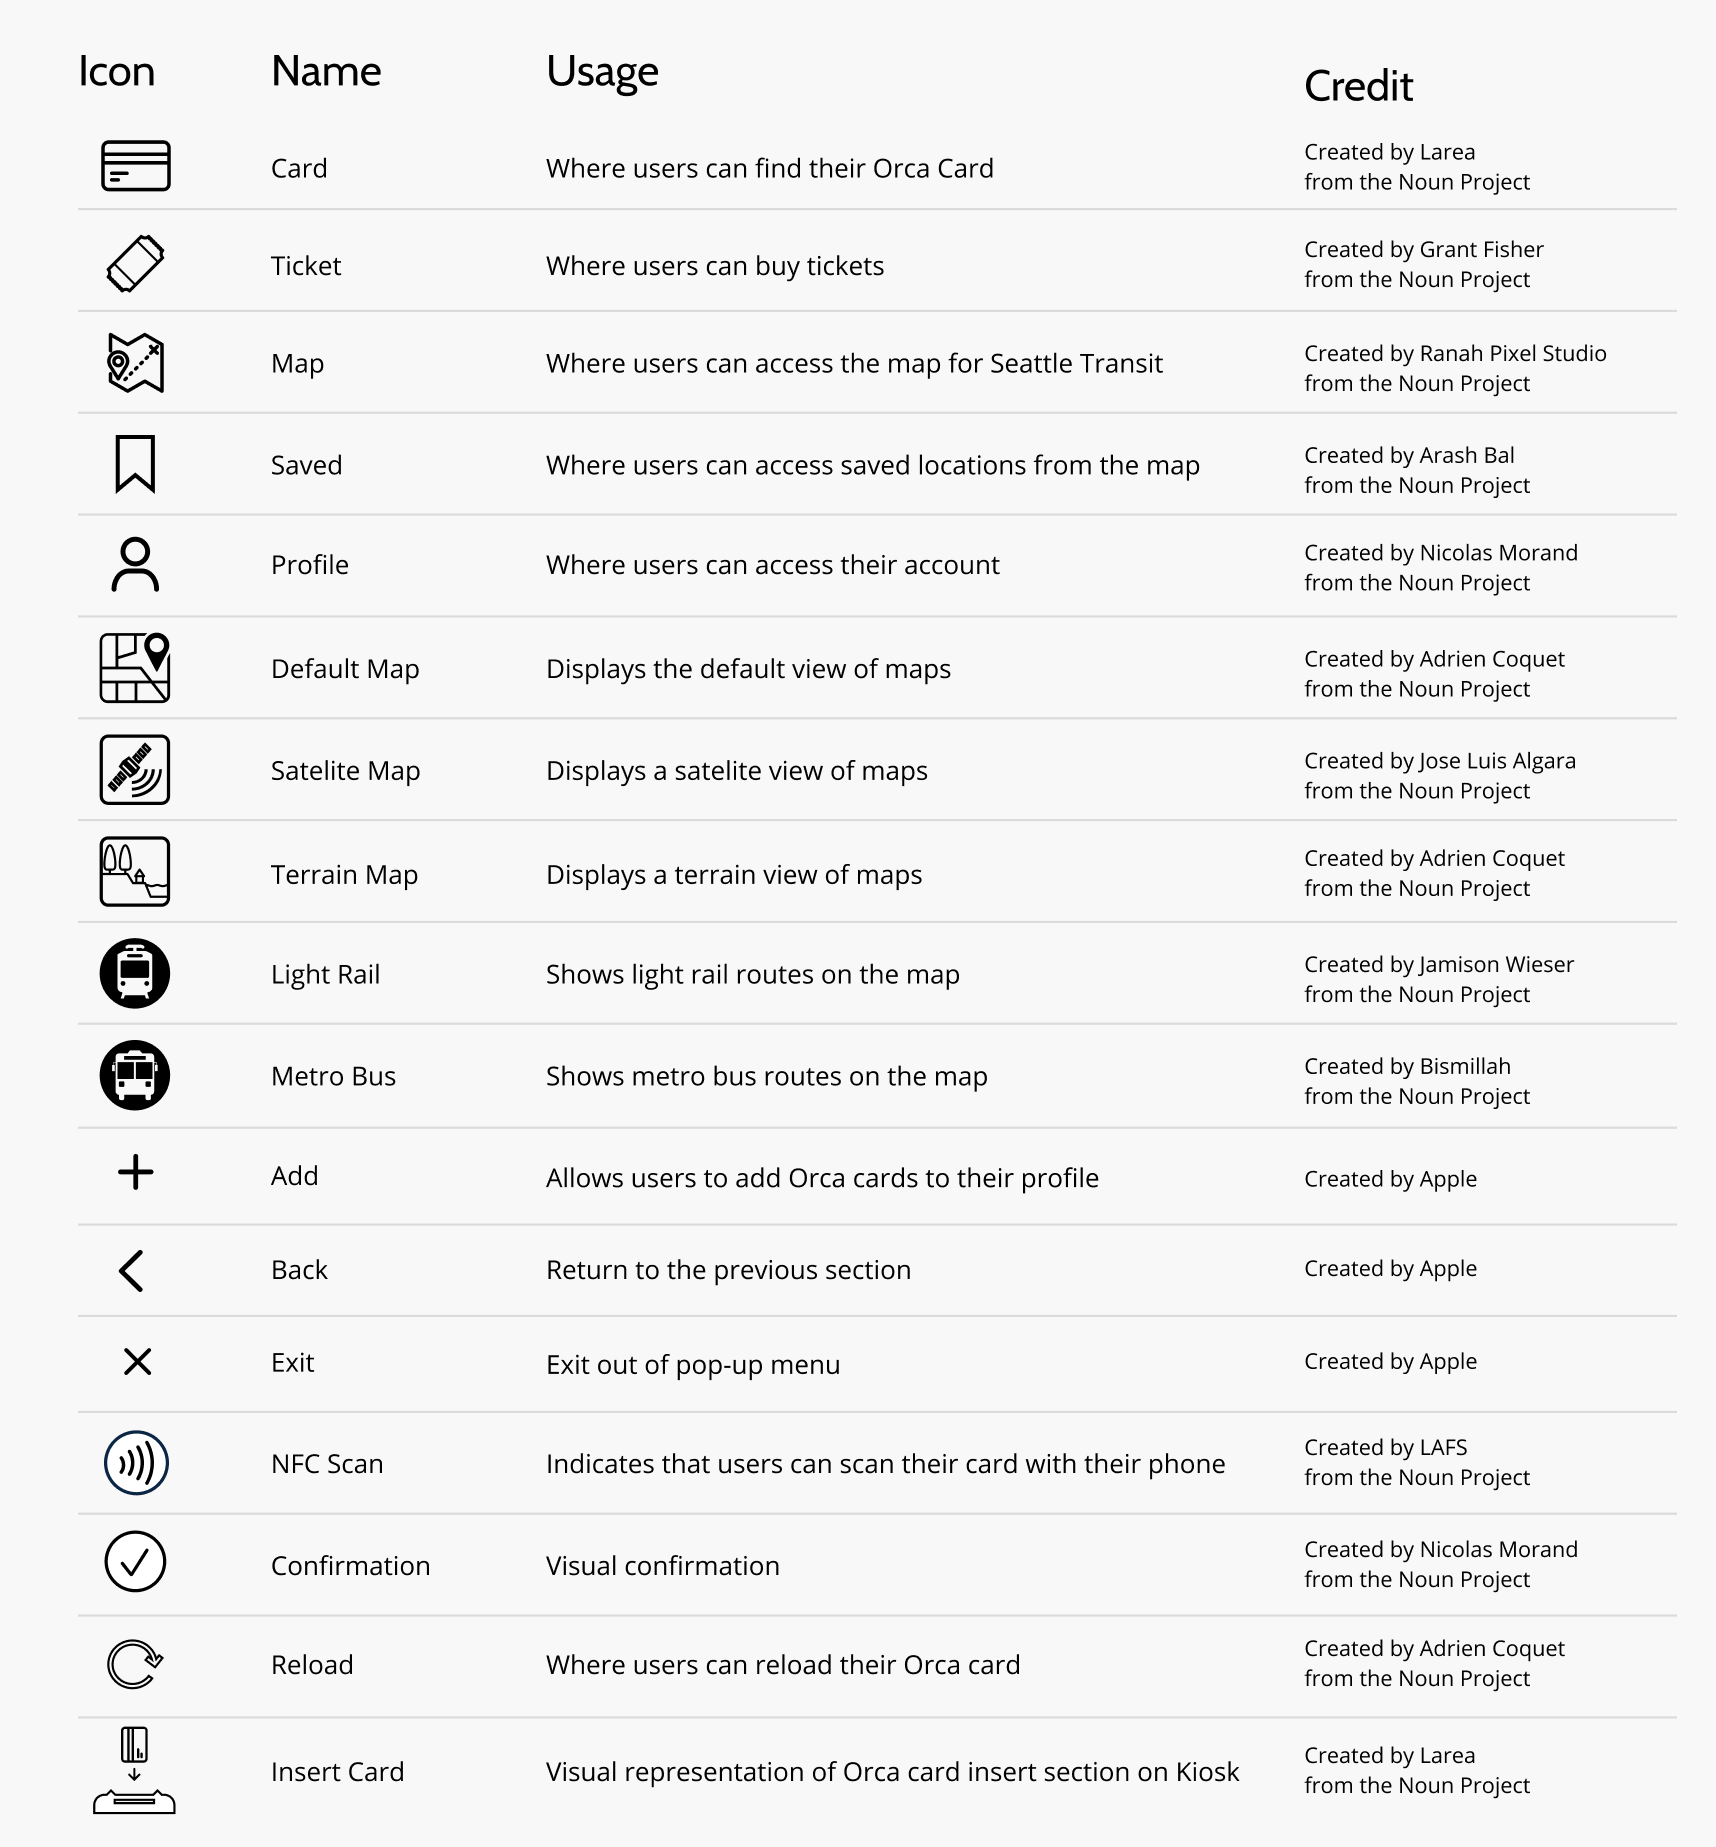 Icon Name Usage Credit
Card Where users can find their Orca Card Created by Larea
from the Noun Project
Ticket Where users can buy tickets Created by Grant Fisher
from the Noun Project
Map Where users can access the map for Seattle Transit Created by Ranah Pixel Studio
from the Noun Project
Saved Where users can access saved locations from the map Created by Arash Bal
from the Noun Project
Profile Where users can access their account Created by Nicolas Morand
from the Noun Project
Default Map Displays the default view of maps Created by Adrien Coquet
from the Noun Project
Satelite Map Displays a satelite view of maps Created by Jose Luis Algara
from the Noun Project
Terrain Map Displays a terrain view of maps Created by Adrien Coquet
from the Noun Project
Light Rail Shows light rail routes on the map Created by Jamison Wieser
from the Noun Project
Metro Bus Shows metro bus routes on the map Created by Bismillah
from the Noun Project
Add Allows users to add Orca cards to their profile Created by Apple
Back Return to the previous section Created by Apple
Exit Exit out of pop-up menu Created by Apple
NFC Scan Indicates that users can scan their card with their phone Created by LAFS
from the Noun Project
Confirmation Visual confirmation Created by Nicolas Morand
from the Noun Project
Reload Where users can reload their Orca card Created by Adrien Coquet
from the Noun Project
Insert Card Visual representation of Orca card insert section on Kiosk Created by Larea
from the Noun Project